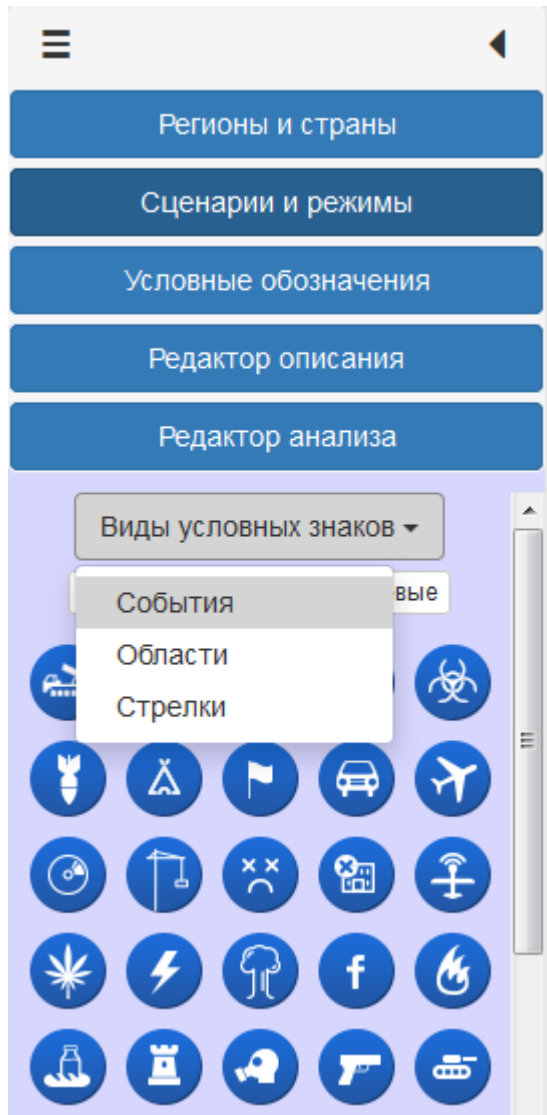 Регионы и страны
Сценарии и режимы
Условные обозначения
Редактор описания
Редактор анализа
Виды условных знаков
События
Области
Стрелки